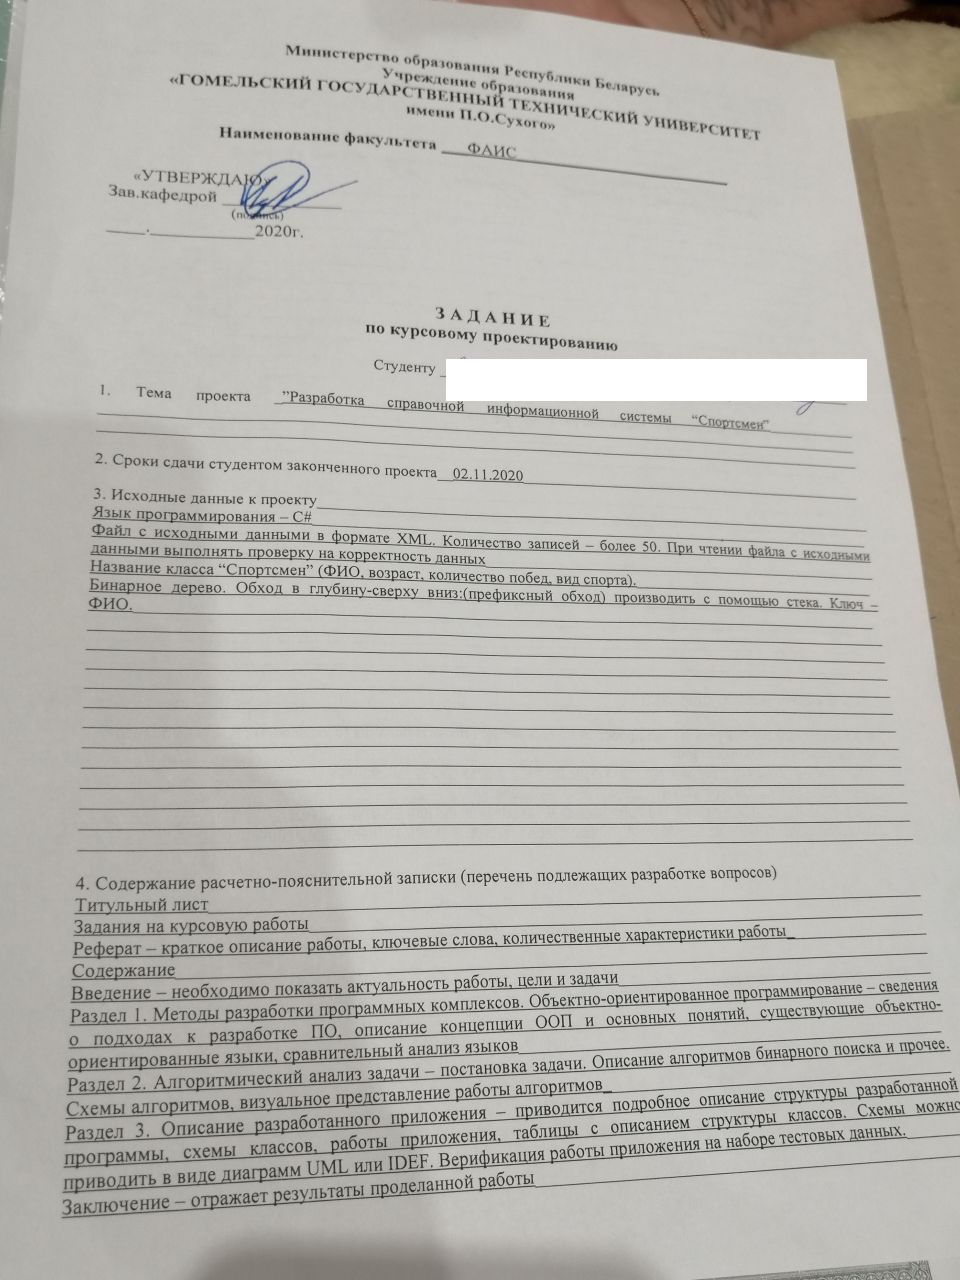 Министерство образования Республики Беларусь
Учреждение образования
«ГОМЕЛЬСКИЙ ГОСУДАРСТВЕННЫЙ ТЕХНИЧЕСКИЙ УНИВЕРСИТЕТ
имени П.О.Сухого»
Наименование факультета ФАИС
«УТВЕРЖДАЮ»
Зав.кафедрой
(подпись)
____.____________2020г.
З А Д А Н И Е
по курсовому проектированию
Студенту
1. Тема проекта ”Разработка справочной информационной системы “Спортсмен”
2. Сроки сдачи студентом законченного проекта 02.11.2020
3. Исходные данные к проекту
Язык программирования – C#
Файл с исходными данными в формате XML. Количество записей – более 50. При чтении файла с исходными
данными выполнять проверку на корректность данных
Название класса “Спортсмен” (ФИО, возраст, количество побед, вид спорта).
Бинарное дерево. Обход в глубину-сверху вниз:(префиксный обход) производить с помощью стека. Ключ –
ФИО.
4. Содержание расчетно-пояснительной записки (перечень подлежащих разработке вопросов)
Титульный лист
Задания на курсовую работы
Реферат – краткое описание работы, ключевые слова, количественные характеристики работы
Содержание
Введение – необходимо показать актуальность работы, цели и задачи
Раздел 1. Методы разработки программных комплексов. Объектно-ориентированное программирование – сведения
о подходах к разработке ПО, описание концепции ООП и основных понятий, существующие объектно-
ориентированные языки, сравнительный анализ языков
Раздел 2. Алгоритмический анализ задачи – постановка задачи. Описание алгоритмов бинарного поиска и прочее.
Схемы алгоритмов, визуальное представление работы алгоритмов
Раздел 3. Описание разработанного приложения – приводится подробное описание структуры разработанной
программы, схемы классов, работы приложения, таблицы с описанием структуры классов. Схемы можно
приводить в виде диаграмм UML или IDEF. Верификация работы приложения на наборе тестовых данных.
Заключение – отражает результаты проделанной работы